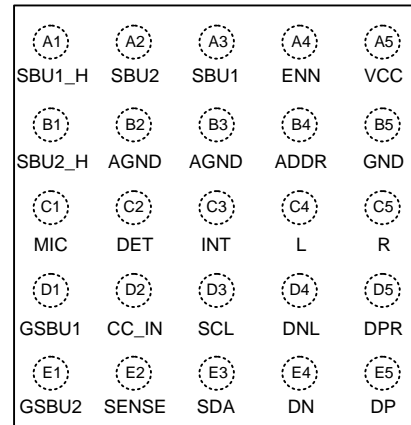 A1 A2 A3 A4 A5
SBU1_H SBU2 SBU1 ENN VCC
B1 B2 B3 B4 B5
SBU2_H AGND AGND ADDR GND
C1 C2 C3 C4 C5
MIC DET INT L R
D1 D2 D3 D4 D5
GSBU1 CC_IN SCL DNL DPR
E1 E2 E3 E4 E5
GSBU2 SENSE SDA DN DP